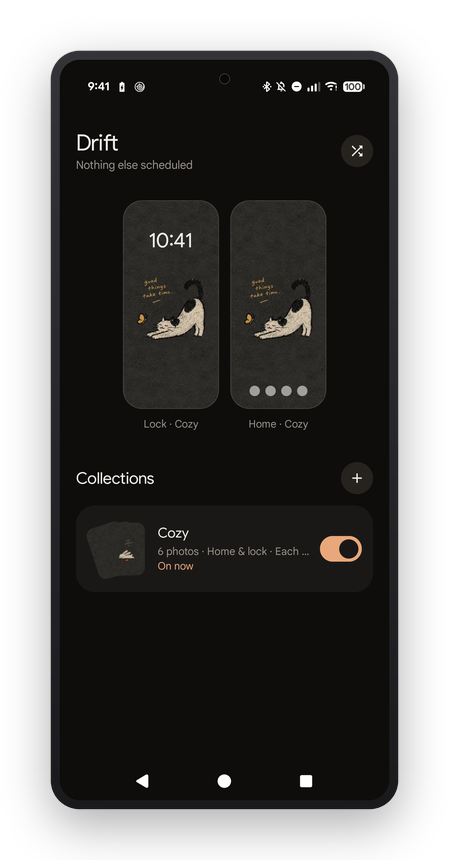 9:41
100
Drift
Nothing else scheduled
10:41
good
things
take time..
good
things
take time..
Lock · Cozy
Home · Cozy
Collections
Cozy
6 photos · Home & lock · Each ...
On now